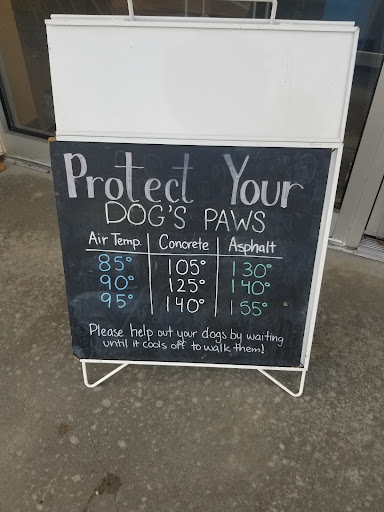 Protect Your
DOG'S PAWS
Air Temp. Concrete Asphalt
85° 105° 130°
90° 125° 140°
95° 140° 155°
Please help out your dogs by waiting
until it cools off to walk them!